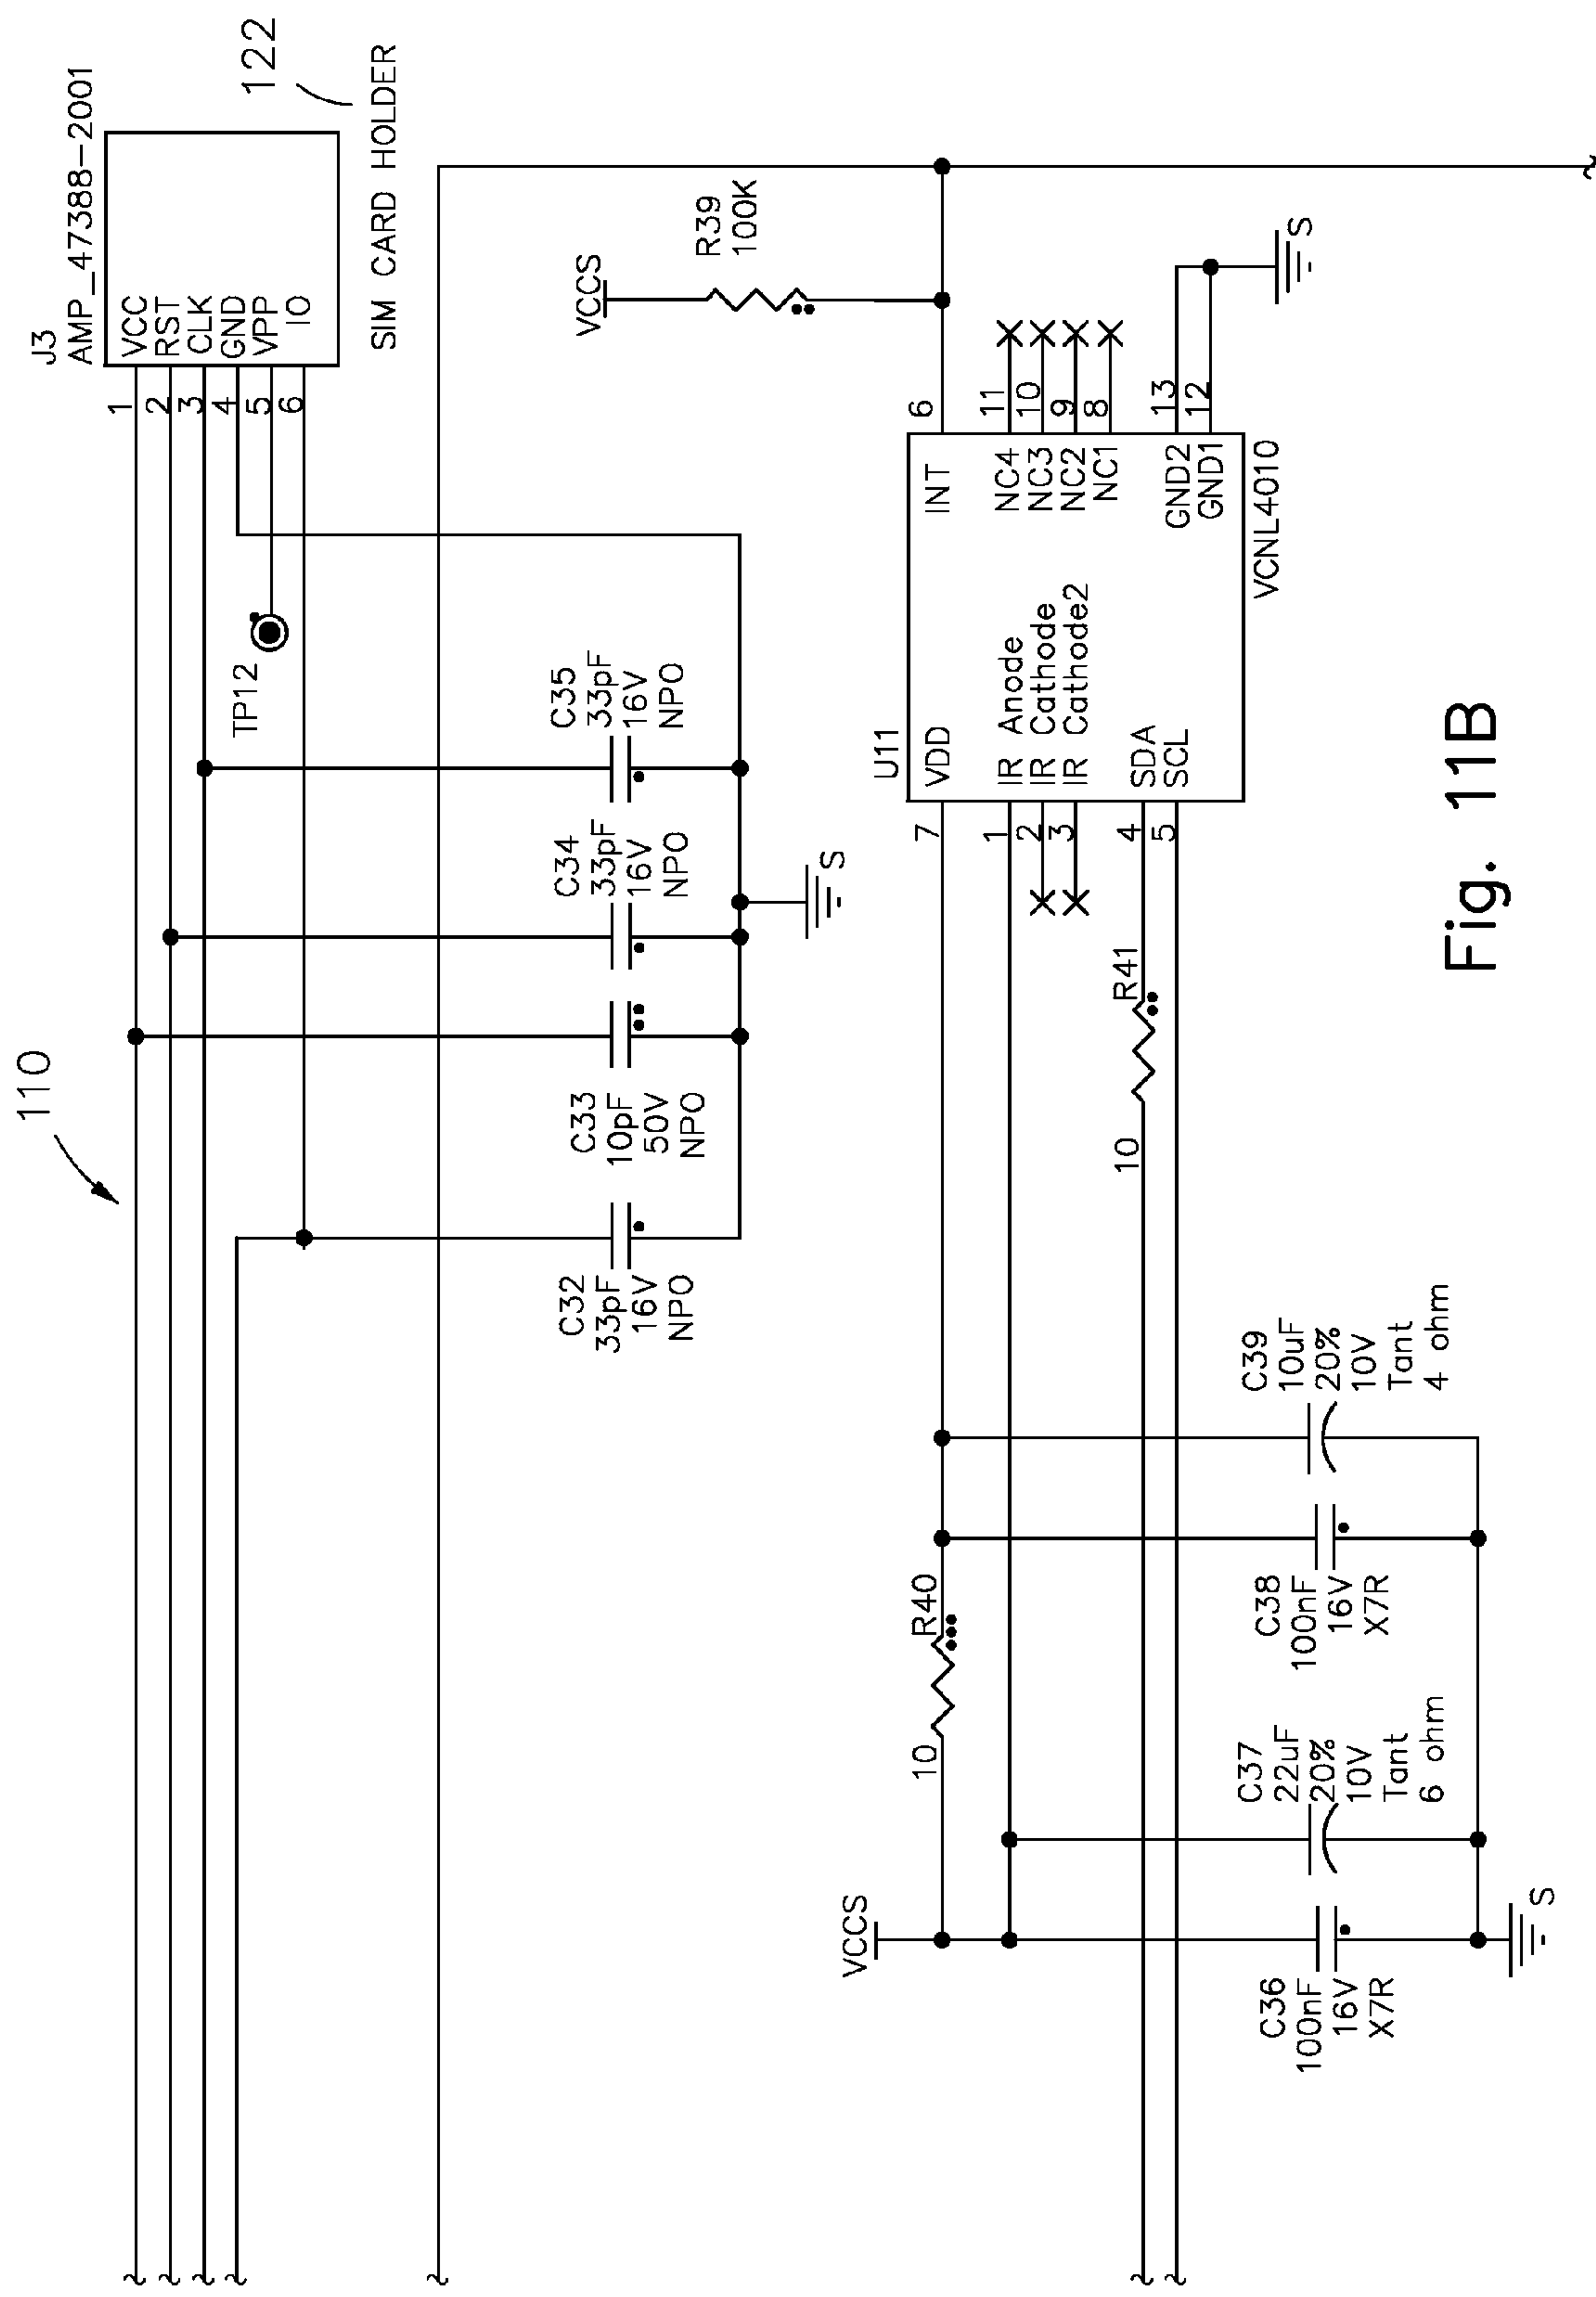 110
122
J3
AMP_47388-2001
1
2
3
4
5
6
VCC
RST
CLK
GND
VPP
IO
SIM CARD HOLDER
TP12
C32
33pF
16V
NPO
C33
10pF
50V
NPO
C34
33pF
16V
NPO
C35
33pF
16V
NPO
S
VCCS
R39
100K
VCCS
10
R40
U11
7
1
2
3
4
5
VDD
IR Anode
IR Cathode
IR Cathode2
SDA
SCL
INT
NC4
NC3
NC2
NC1
GND2
GND1
6
11
10
9
8
13
12
VCNL4010
S
10
R41
C36
100nF
16V
X7R
C37
22uF
20%
10V
Tant
6 ohm
C38
100nF
16V
X7R
C39
10uF
20%
10V
Tant
4 ohm
S
Fig. 11B